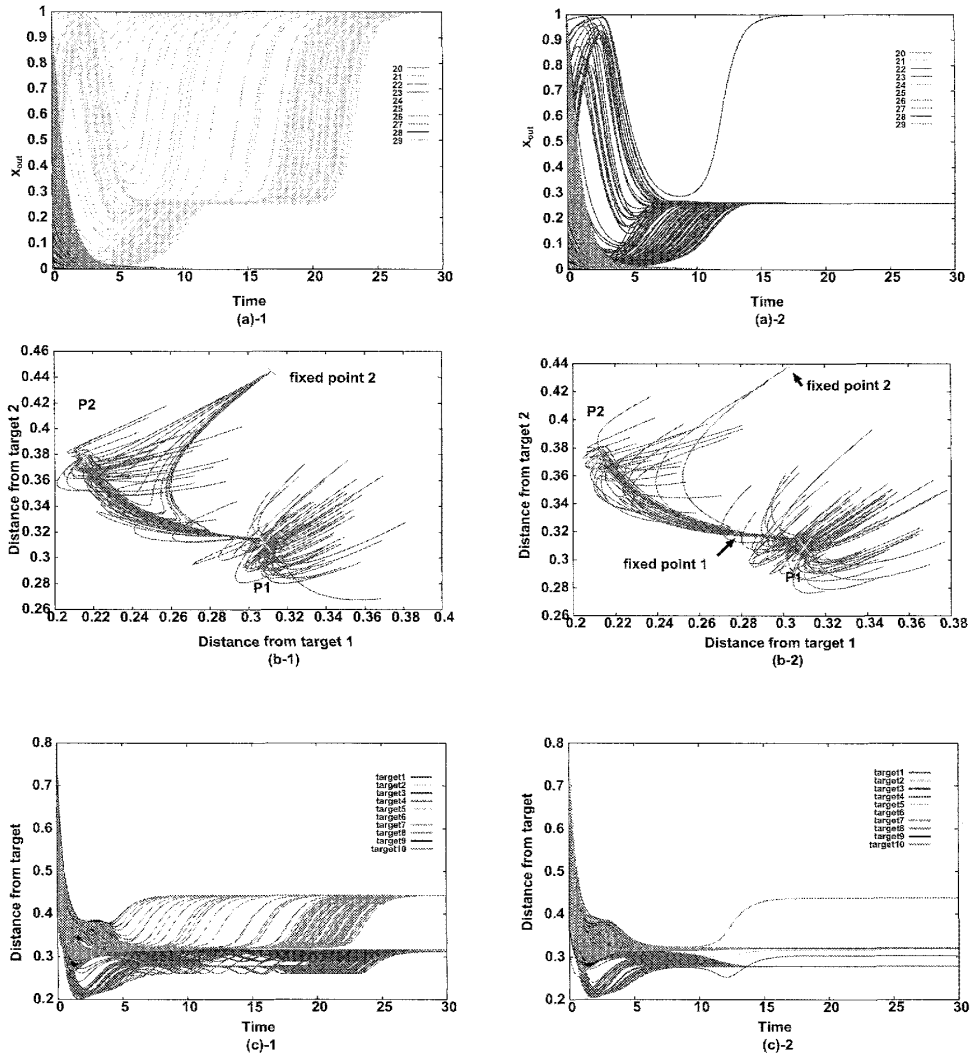 1
0.9
0.8
0.7
0.6
0.5
0.4
0.3
0.2
0.1
0
Xout
20
21
22
23
24
25
26
27
28
29
0 5 10 15 20 25 30
Time
(a)-1
1
0.9
0.8
0.7
0.6
0.5
0.4
0.3
0.2
0.1
0
Xout
20
21
22
23
24
25
26
27
28
29
0 5 10 15 20 25 30
Time
(a)-2
0.46
0.44
0.42
0.4
0.38
0.36
0.34
0.32
0.3
0.28
0.26
Distance from target 2
fixed point 2
P2
P1
0.2 0.22 0.24 0.26 0.28 0.3 0.32 0.34 0.36 0.38 0.4
Distance from target 1
(b-1)
0.44
0.42
0.4
0.38
0.36
0.34
0.32
0.3
0.28
0.26
Distance from target 2
fixed point 2
P2
fixed point 1
P1
0.2 0.22 0.24 0.26 0.28 0.3 0.32 0.34 0.36 0.38
Distance from target 1
(b-2)
0.8
0.7
0.6
0.5
0.4
0.3
0.2
Distance from target
target1
target2
target3
target4
target5
target6
target7
target8
target9
target10
0 5 10 15 20 25 30
Time
(c)-1
0.8
0.7
0.6
0.5
0.4
0.3
0.2
Distance from target
target1
target2
target3
target4
target5
target6
target7
target8
target9
target10
0 5 10 15 20 25 30
Time
(c)-2